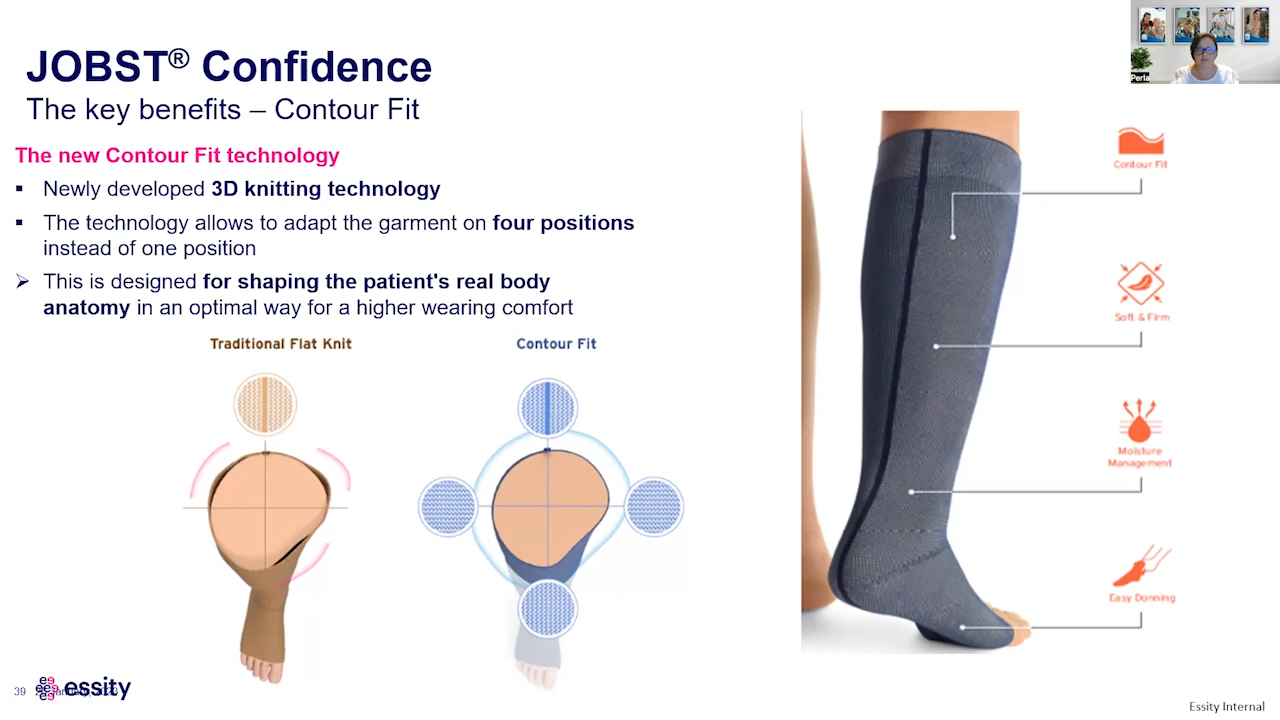 JOBST® Confidence
The key benefits – Contour Fit
The new Contour Fit technology
▪ Newly developed 3D knitting technology
▪ The technology allows to adapt the garment on four positions
instead of one position
➢ This is designed for shaping the patient's real body
anatomy in an optimal way for a higher wearing comfort
Traditional Flat Knit
Contour Fit
Perla
Contour Fit
Soft & Firm
Moisture
Management
Easy Donning
39
essity
Essity Internal